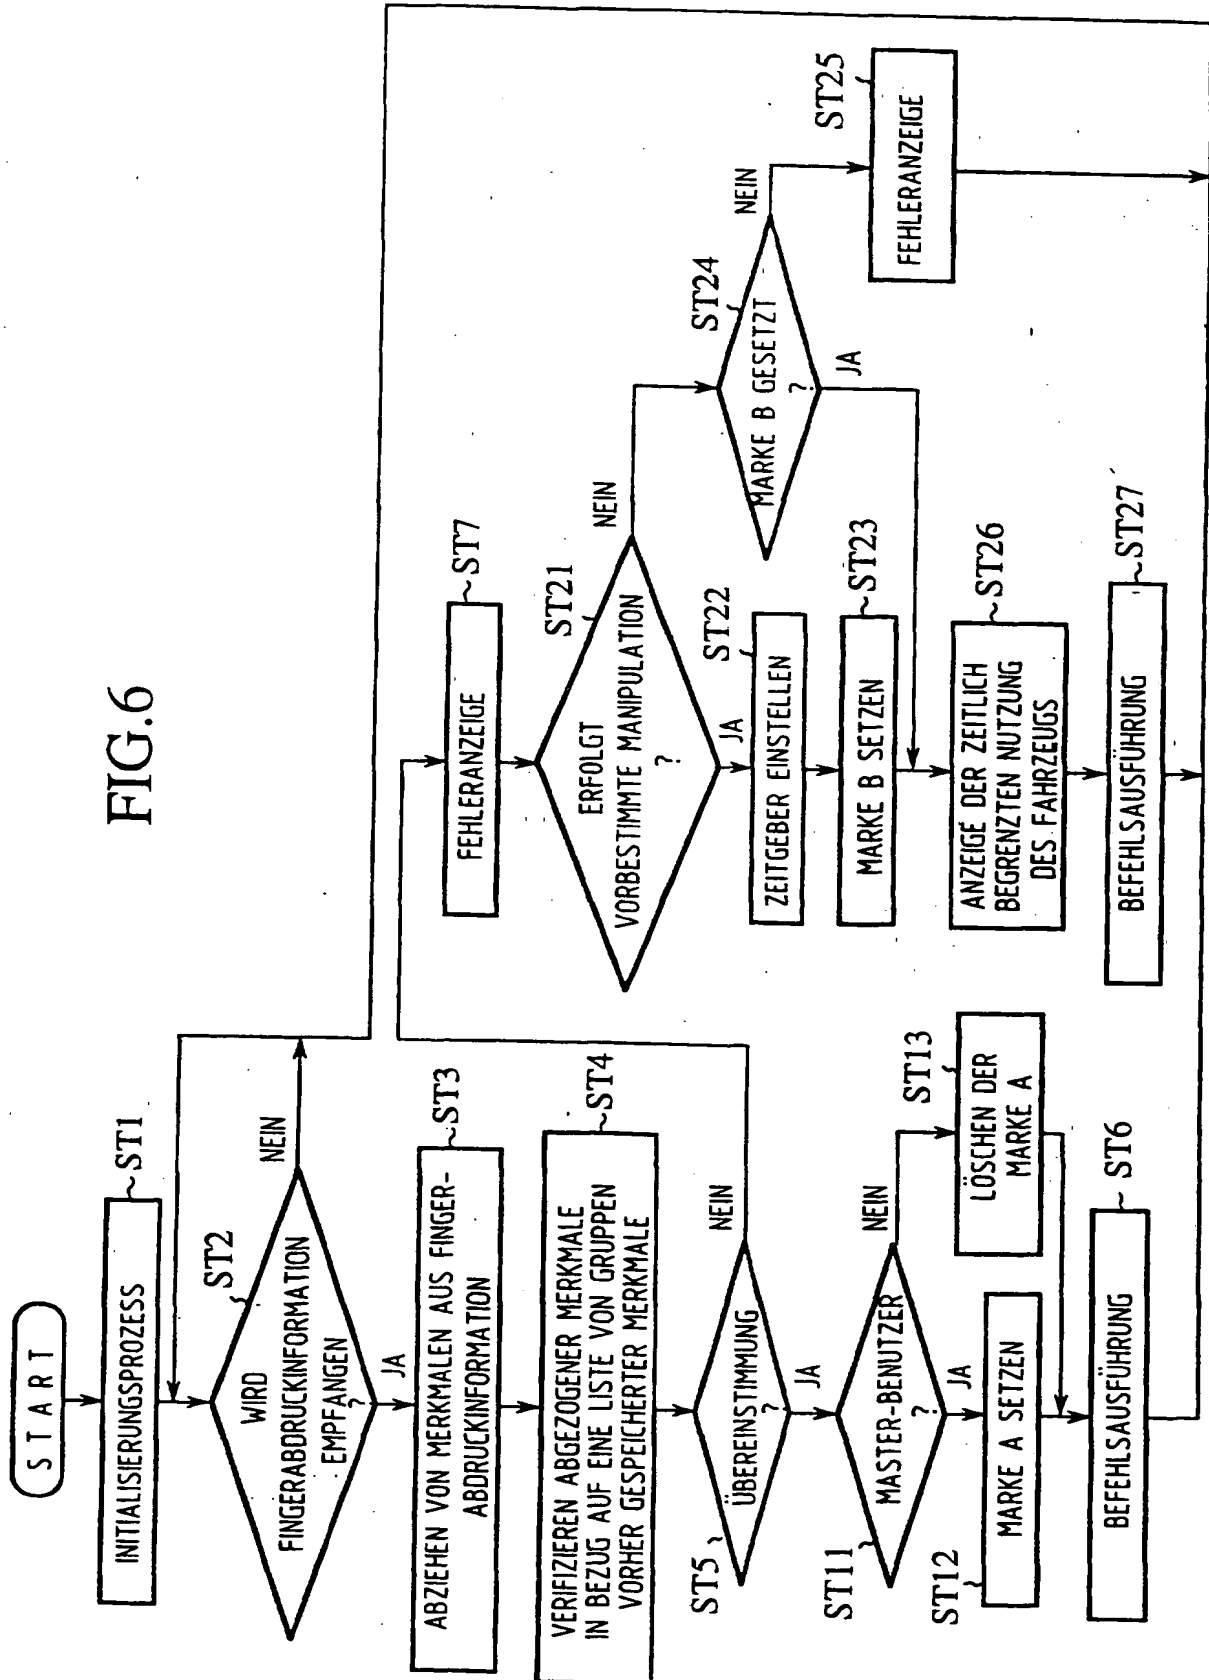 FIG.6
START
INITIALISIERUNGSPROZESS
ST1
WIRD
FINGERABDRUCKINFORMATION
EMPFANGEN
?
ST2
NEIN
JA
ABZIEHEN VON MERKMALEN AUS FINGER-
ABDRUCKINFORMATION
ST3
VERIFIZIEREN ABGEZOGENER MERKMALE
IN BEZUG AUF EINE LISTE VON GRUPPEN
VORHER GESPEICHERTER MERKMALE
ST4
ÜBEREINSTIMMUNG
?
ST5
NEIN
JA
MASTER-BENUTZER
?
ST11
NEIN
JA
MARKE A SETZEN
ST12
LÖSCHEN DER
MARKE A
ST13
BEFEHLSAUSFÜHRUNG
ST6
FEHLERANZEIGE
ST7
ERFOLGT
VORBESTIMMTE MANIPULATION
?
ST21
NEIN
JA
ZEITGEBER EINSTELLEN
ST22
MARKE B SETZEN
ST23
MARKE B GESETZT
?
ST24
NEIN
JA
FEHLERANZEIGE
ST25
ANZEIGE DER ZEITLICH
BEGRENZTEN NUTZUNG
DES FAHRZEUGS
ST26
BEFEHLSAUSFÜHRUNG
ST27